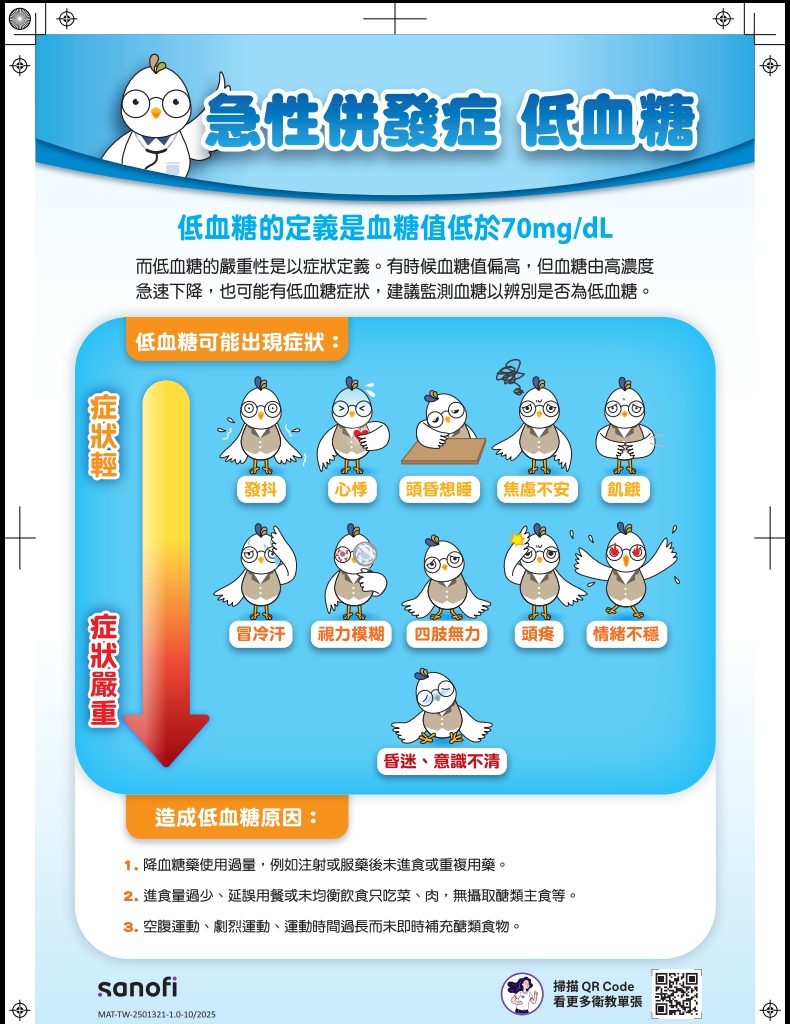 急性併發症 低血糖
低血糖的定義是血糖值低於70mg/dL
而低血糖的嚴重性是以症狀定義。有時候血糖值偏高，但血糖由高濃度
急速下降，也可能有低血糖症狀，建議監測血糖以辨別是否為低血糖。
低血糖可能出現症狀：
症狀輕
發抖
心悸
頭昏想睡
焦慮不安
飢餓
冒冷汗
視力模糊
四肢無力
頭疼
情緒不穩
症狀嚴重
昏迷、意識不清
造成低血糖原因：
1. 降血糖藥使用過量，例如注射或服藥後未進食或重複用藥。
2. 進食量過少、延誤用餐或未均衡飲食只吃菜、肉，無攝取醣類主食等。
3. 空腹運動、劇烈運動、運動時間過長而未即時補充醣類食物。
sanofi
MAT-TW-2501321-1.0-10/2025
掃描 QR Code
看更多衛教單張